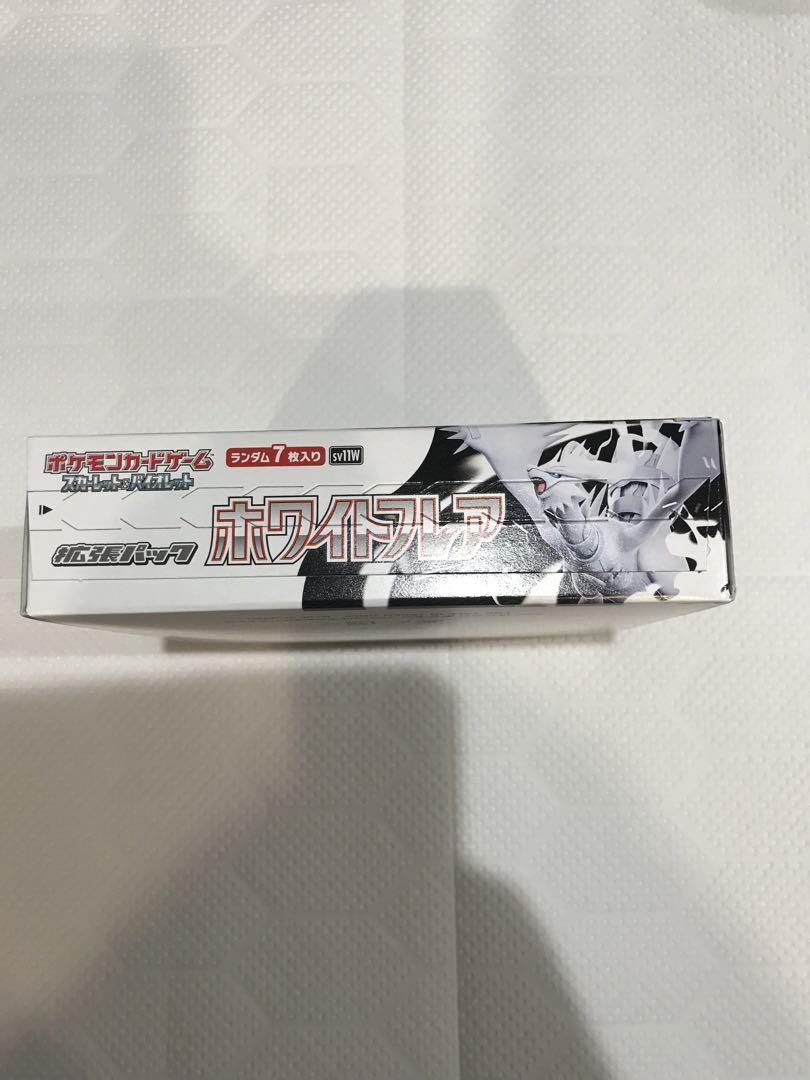 ポケモンカードゲーム
スカーレット&バイオレット
ランダム7枚入り
sv11W
拡張パック
ホワイトフレア